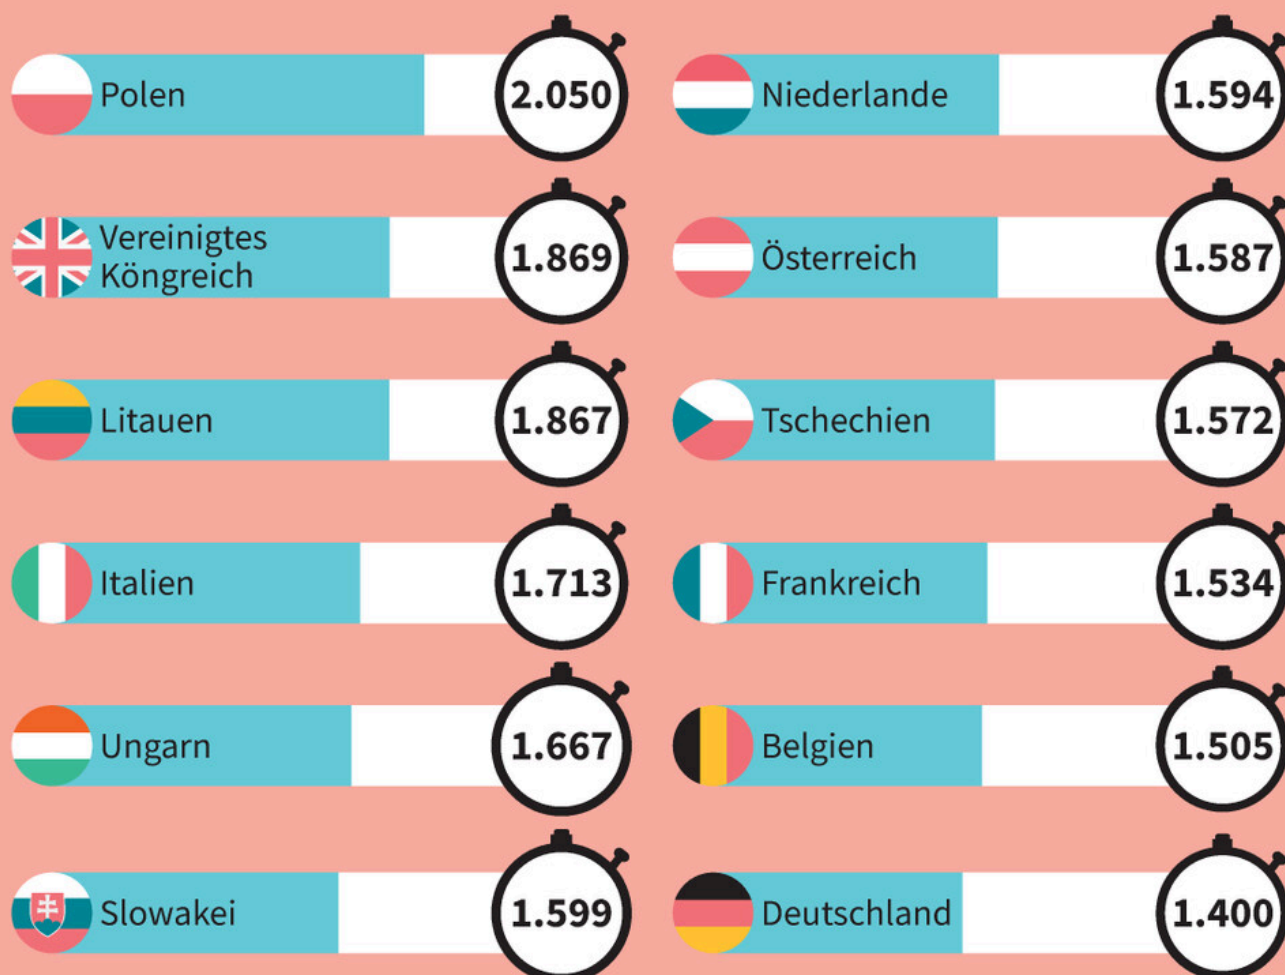 Polen
2.050
Vereinigtes
Köngreich
1.869
Litauen
1.867
Italien
1.713
Ungarn
1.667
Slowakei
1.599
Niederlande
1.594
Österreich
1.587
Tschechien
1.572
Frankreich
1.534
Belgien
1.505
Deutschland
1.400